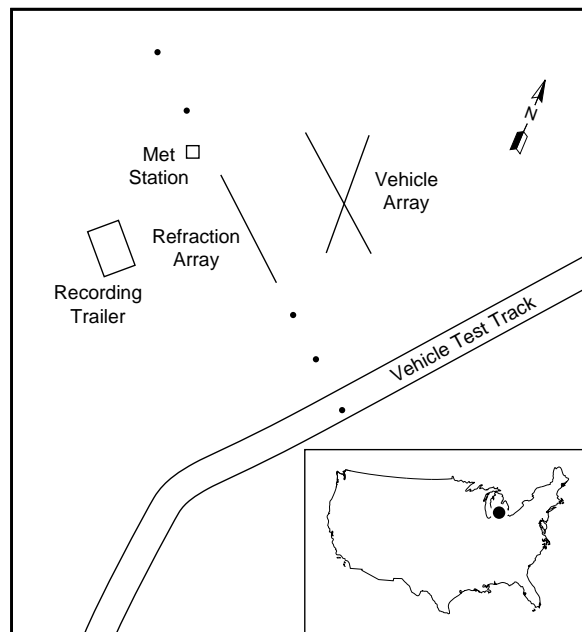 N
Met
Station
Vehicle
Array
Refraction
Array
Recording
Trailer
Vehicle Test Track